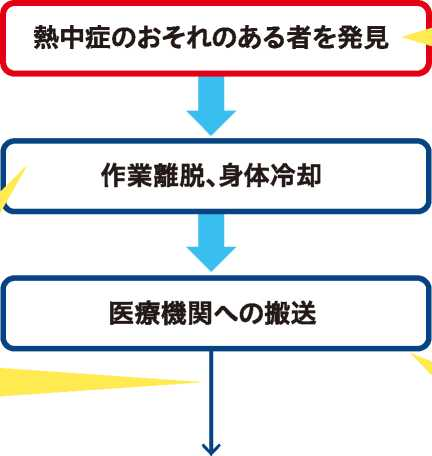 熱中症のおそれのある者を発見
作業離脱、身体冷却
医療機関への搬送